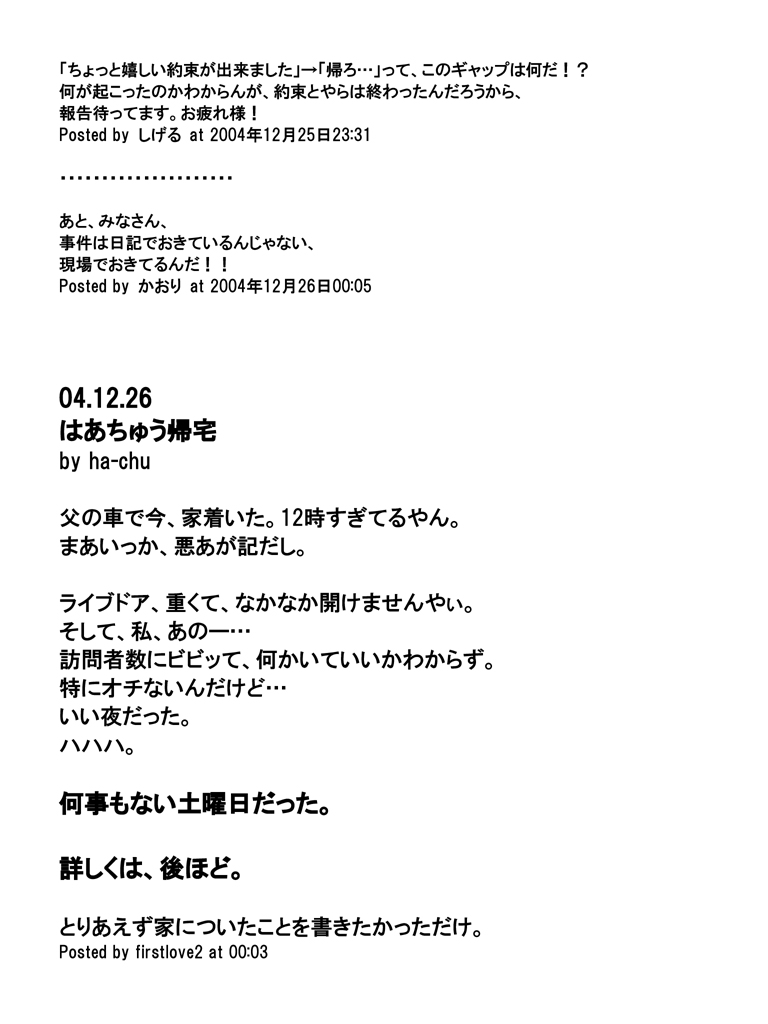 「ちょっと嬉しい約束が出来ました」→「帰ろ…」って、このギャップは何だ！？
何が起こったのかわからんが、約束とやらは終わったんだろうから、
報告待ってます。お疲れ様！
Posted by しげる at 2004年12月25日23:31
・・・・・・・・・・・・・・・・・・・・・
あと、みなさん、
事件は日記でおきているんじゃない、
現場でおきてるんだ！！
Posted by かおり at 2004年12月26日00:05
04.12.26
はあちゅう帰宅
by ha-chu
父の車で今、家着いた。12時すぎてるやん。
まあいっか、悪あが記だし。
ライブドア、重くて、なかなか開けませんやぃ。
そして、私、あのー…
訪問者数にビビッて、何かいていいかわからず。
特にオチないんだけど…
いい夜だった。
ハハハ。
何事もない土曜日だった。
詳しくは、後ほど。
とりあえず家についたことを書きたかっただけ。
Posted by firstlove2 at 00:03